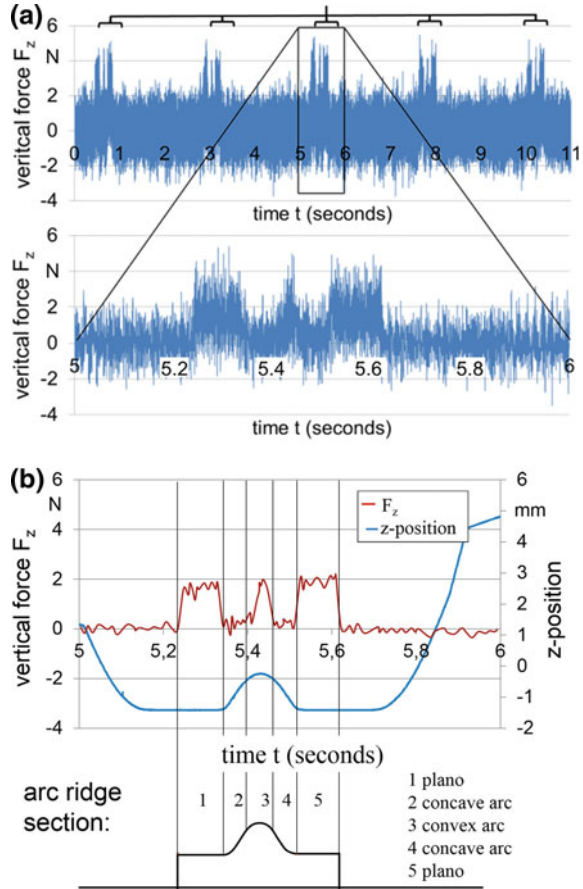 (a)
veritcal force Fz
6
N
2
0
-2
-4
0 1 2 3 4 5 6 7 8 9 10 11
time t (seconds)
veritcal force Fz
6
N
2
0
-2
-4
5 5.2 5.4 5.6 5.8 6
time t (seconds)
(b)
vertical force Fz
6
N
4
2
0
-2
-4
5 5,2 5,4 5,6 5,8 6
Fz
z-position
mm
4
3
2
1
0
-1
-2
z-position
time t (seconds)
arc ridge
section:
1 2 3 4 5
1 plano
2 concave arc
3 convex arc
4 concave arc
5 plano